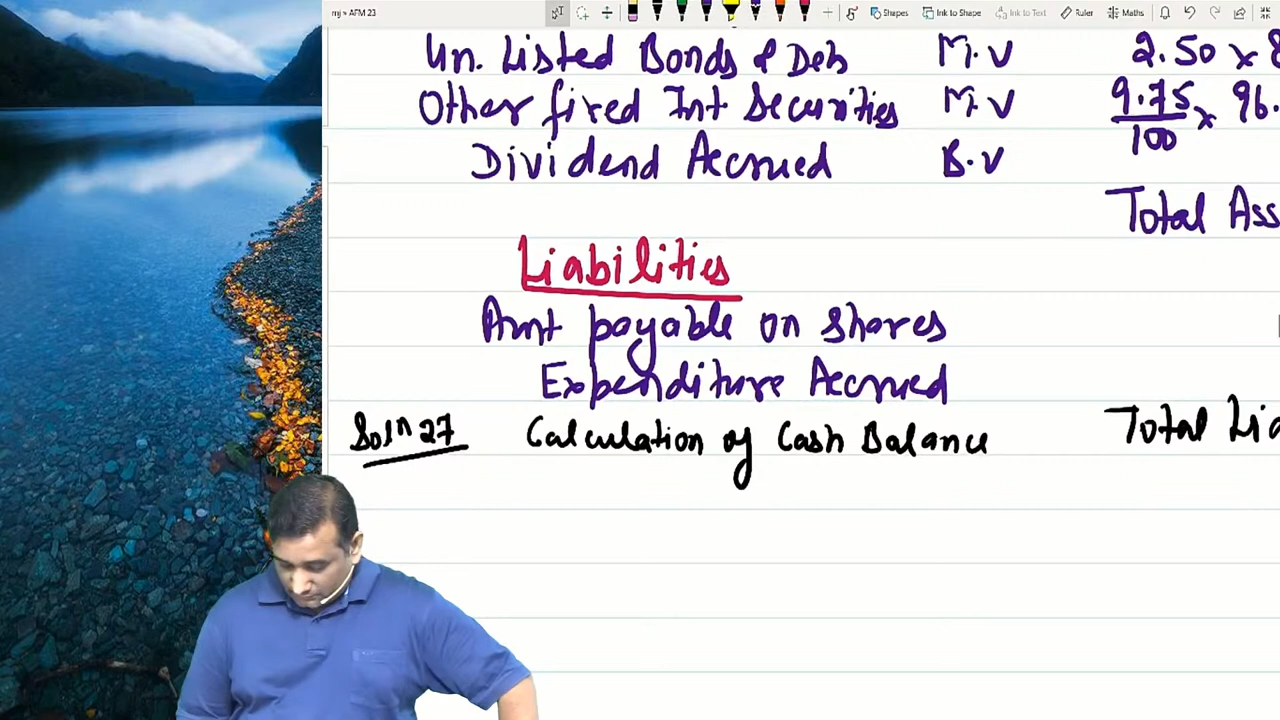 mj » AFM 23
Shapes Ink to Shape Ink to Text Ruler Maths
Un. Listed Bonds & Deb M.V 2.50 x 8
Other fixed Int Securities M.V 9.75 x 96.
100
Dividend Accrued B.V
Total Ass
Liabilities
Amt payable on shares
Expenditure Accrued
Soln 27 Calculation of Cash Balance Total Lia